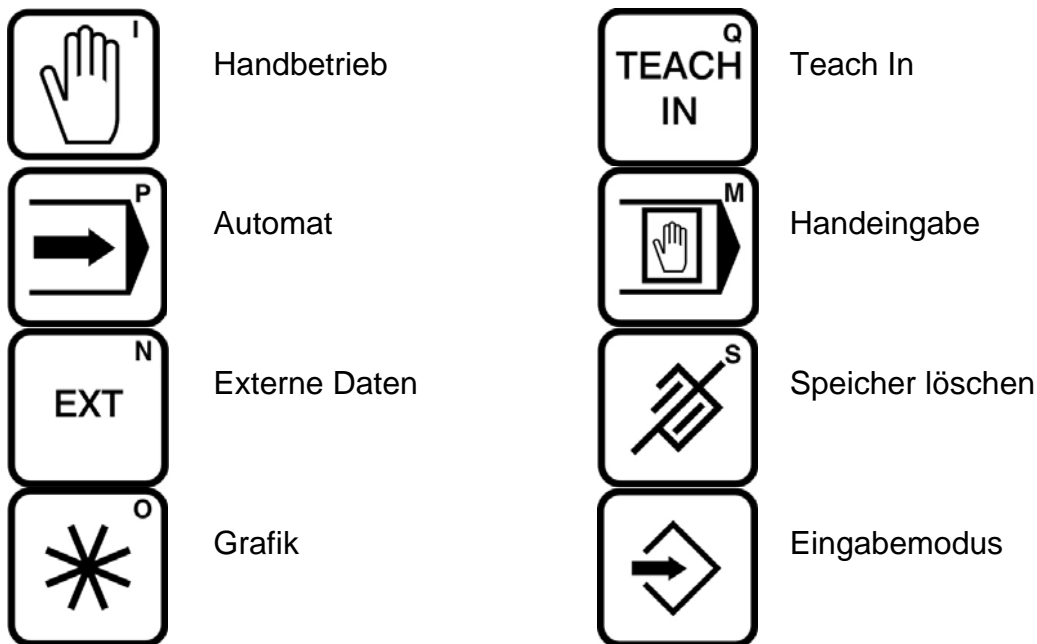 I
Handbetrieb
Q
TEACH
IN
Teach In
P
Automat
M
Handeingabe
N
EXT
Externe Daten
S
Speicher löschen
O
Grafik
Eingabemodus